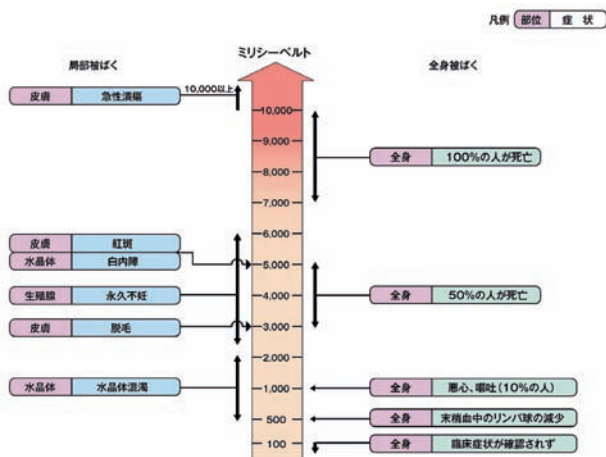 凡例 部位 症状
ミリシーベルト
局部被ばく
全身被ばく
皮膚 急性潰瘍
10,000以上
10,000
9,000
全身 100%の人が死亡
8,000
7,000
皮膚 紅斑
6,000
水晶体 白内障
5,000
生殖腺 永久不妊
4,000
全身 50%の人が死亡
皮膚 脱毛
3,000
2,000
水晶体 水晶体混濁
1,000
全身 悪心、嘔吐(10%の人)
500
全身 末梢血中のリンパ球の減少
100
全身 臨床症状が確認されず